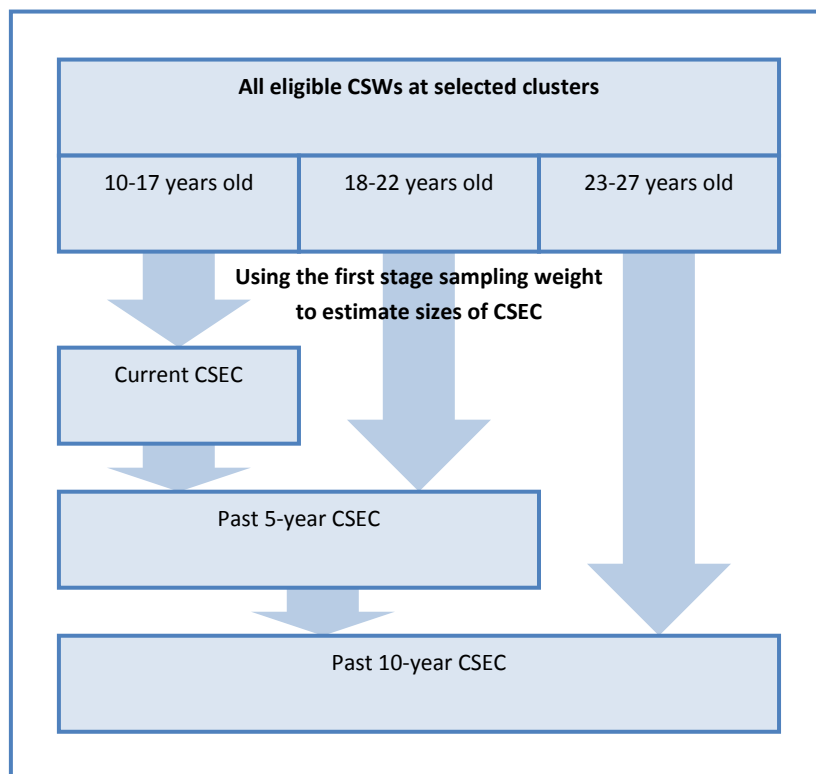 All eligible CSWs at selected clusters
10-17 years old
18-22 years old
23-27 years old
Using the first stage sampling weight
to estimate sizes of CSEC
Current CSEC
Past 5-year CSEC
Past 10-year CSEC